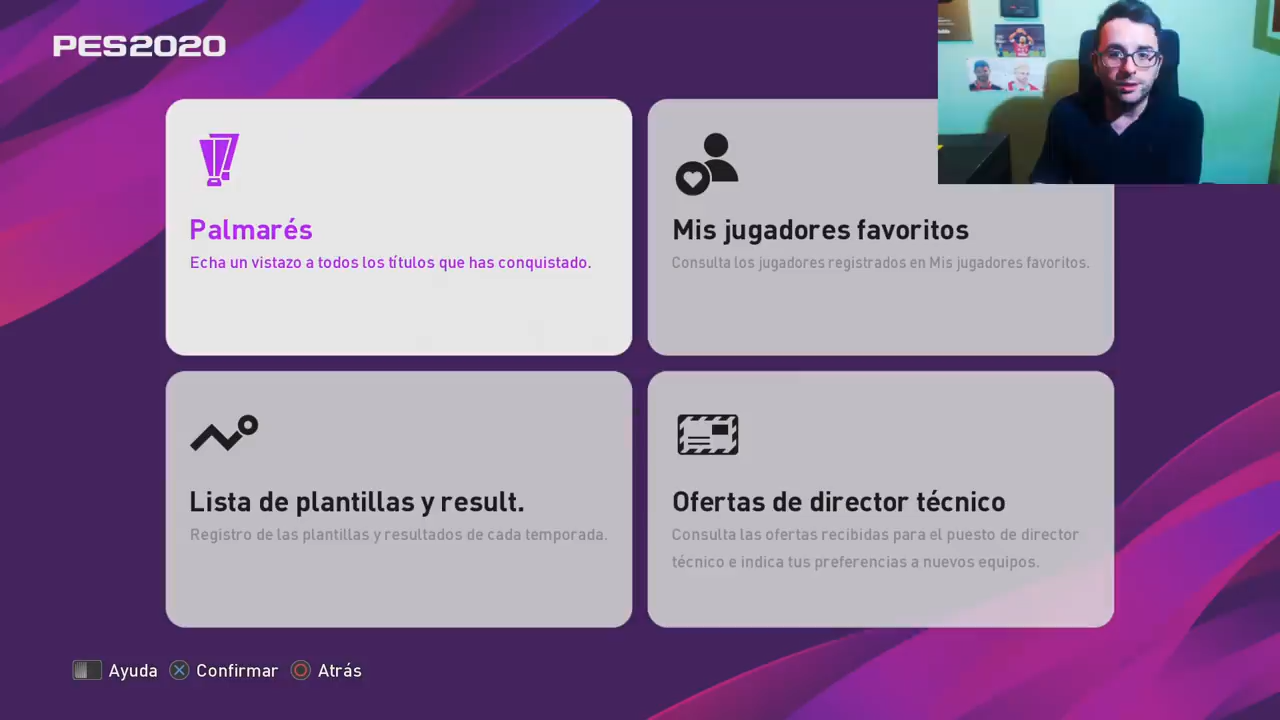 PES2020
Palmarés
Echa un vistazo a todos los títulos que has conquistado.
Mis jugadores favoritos
Consulta los jugadores registrados en Mis jugadores favoritos.
Lista de plantillas y result.
Registro de las plantillas y resultados de cada temporada.
Ofertas de director técnico
Consulta las ofertas recibidas para el puesto de director
técnico e indica tus preferencias a nuevos equipos.
Ayuda Confirmar Atrás